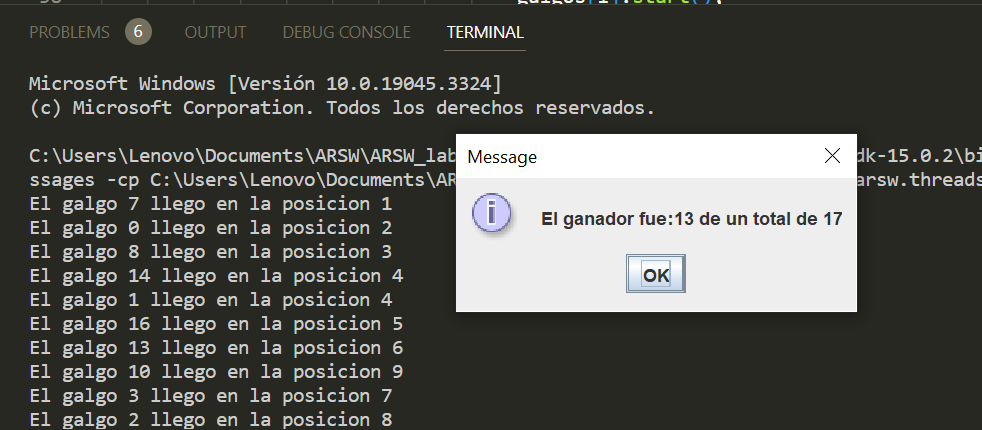 galgos[i].start();
PROBLEMS 6 OUTPUT DEBUG CONSOLE TERMINAL
Microsoft Windows [Versión 10.0.19045.3324]
(c) Microsoft Corporation. Todos los derechos reservados.
C:\Users\Lenovo\Documents\ARSW\ARSW_lab dk-15.0.2\bi
ssages -cp C:\Users\Lenovo\Documents\AR arsw.threads
El galgo 7 llego en la posicion 1
El galgo 0 llego en la posicion 2
El galgo 8 llego en la posicion 3
El galgo 14 llego en la posicion 4
El galgo 1 llego en la posicion 4
El galgo 16 llego en la posicion 5
El galgo 13 llego en la posicion 6
El galgo 10 llego en la posicion 9
El galgo 3 llego en la posicion 7
El galgo 2 llego en la posicion 8
Message
El ganador fue:13 de un total de 17
OK